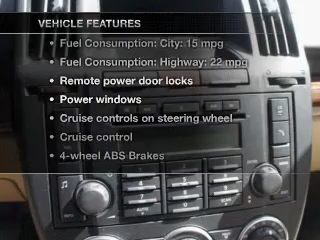 VEHICLE FEATURES
• Fuel Consumption: City: 15 mpg
• Fuel Consumption: Highway: 22 mpg
• Remote power door locks
• Power windows
• Cruise controls on steering wheel
• Cruise control
• 4-wheel ABS Brakes